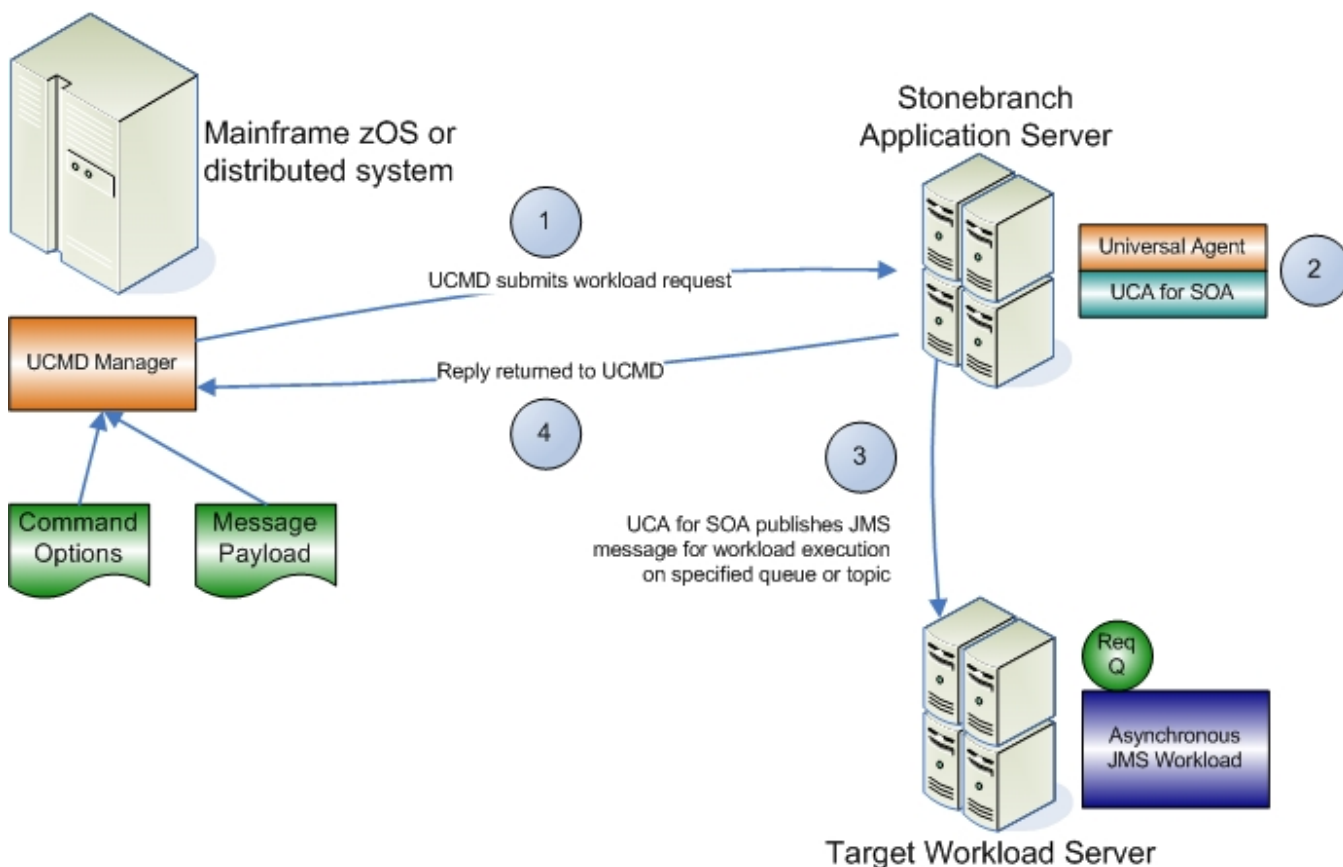 Mainframe zOS or
distributed system
Stonebranch
Application Server
1
UCMD submits workload request
Universal Agent
UCA for SOA
2
UCMD Manager
Reply returned to UCMD
4
3
Command
Options
Message
Payload
UCA for SOA publishes JMS
message for workload execution
on specified queue or topic
Req
Q
Asynchronous
JMS Workload
Target Workload Server